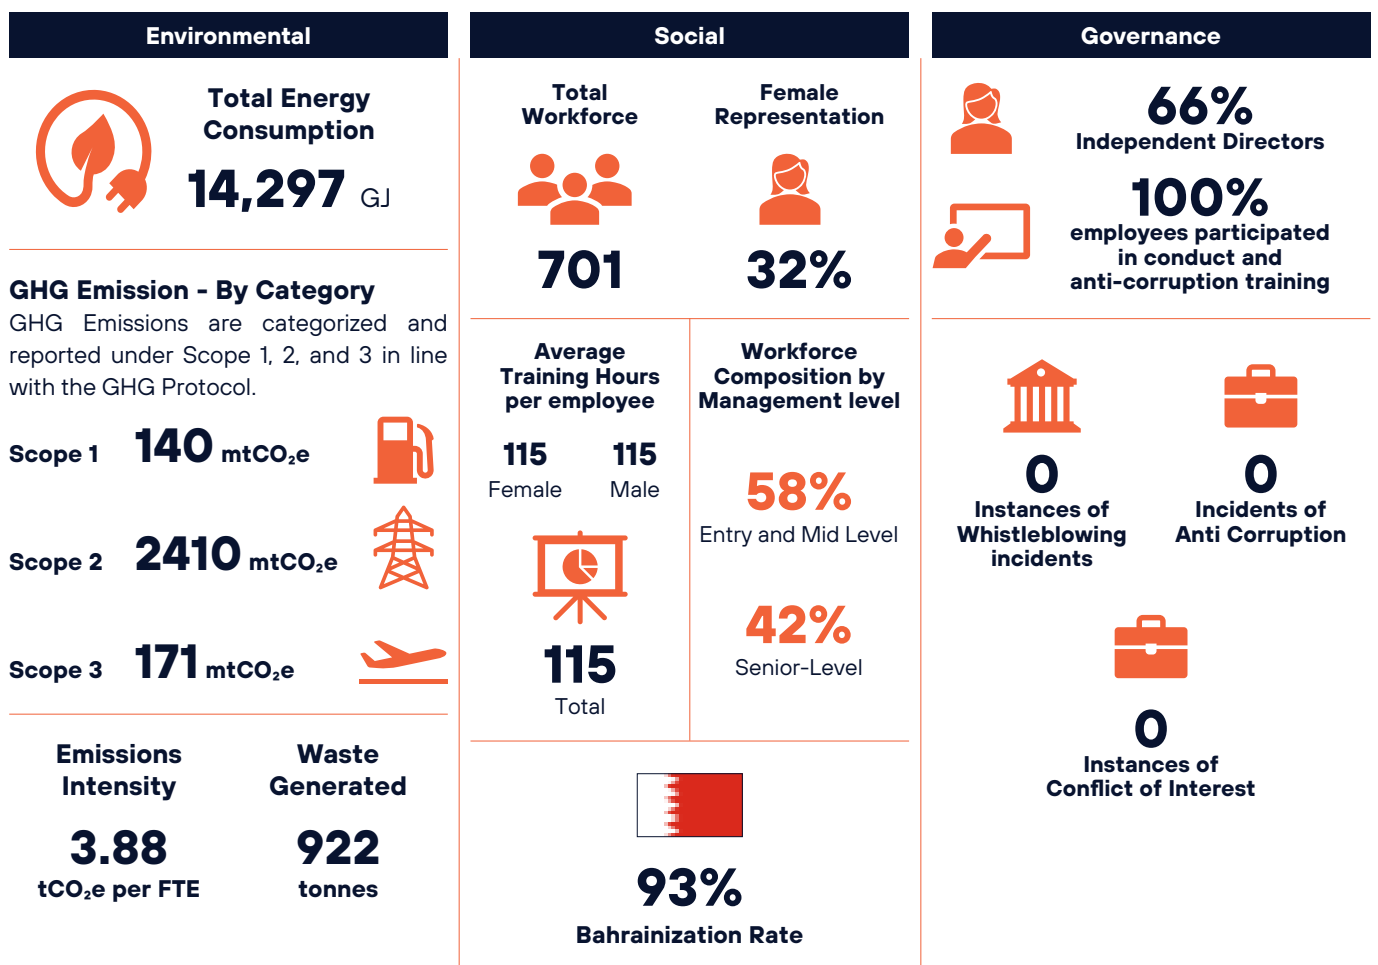 Environmental
Total Energy
Consumption
14,297 GJ
GHG Emission - By Category
GHG Emissions are categorized and
reported under Scope 1, 2, and 3 in line
with the GHG Protocol.
Scope 1 140 mtCO₂e
Scope 2 2410 mtCO₂e
Scope 3 171 mtCO₂e
Emissions
Intensity
3.88
tCO₂e per FTE
Waste
Generated
922
tonnes
Social
Total
Workforce
701
Female
Representation
32%
Average
Training Hours
per employee
115
Female
115
Male
115
Total
Workforce
Composition by
Management level
58%
Entry and Mid Level
42%
Senior-Level
93%
Bahrainization Rate
Governance
66%
Independent Directors
100%
employees participated
in conduct and
anti-corruption training
0
Instances of
Whistleblowing
incidents
0
Incidents of
Anti Corruption
0
Instances of
Conflict of Interest